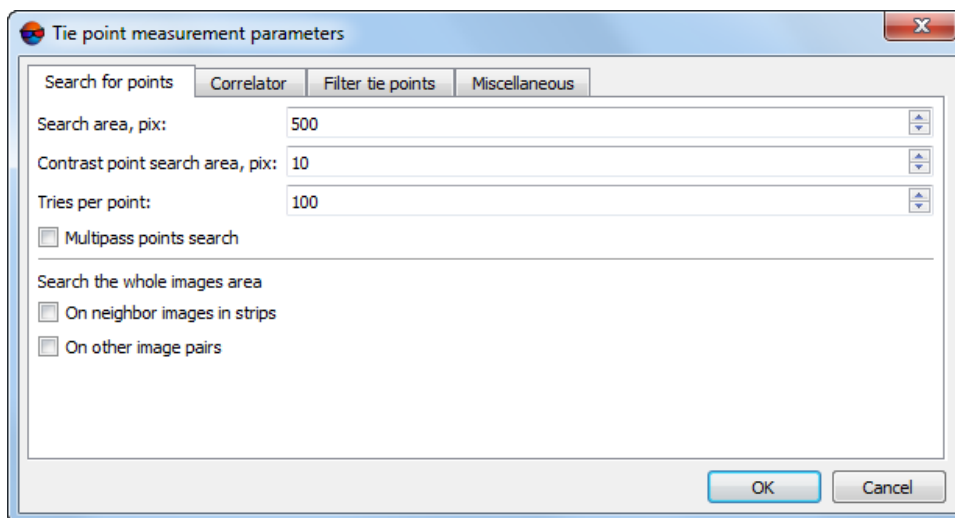 Tie point measurement parameters
Search for points Correlator Filter tie points Miscellaneous
Search area, pix: 500
Contrast point search area, pix: 10
Tries per point: 100
Multipass points search
Search the whole images area
On neighbor images in strips
On other image pairs
OK Cancel